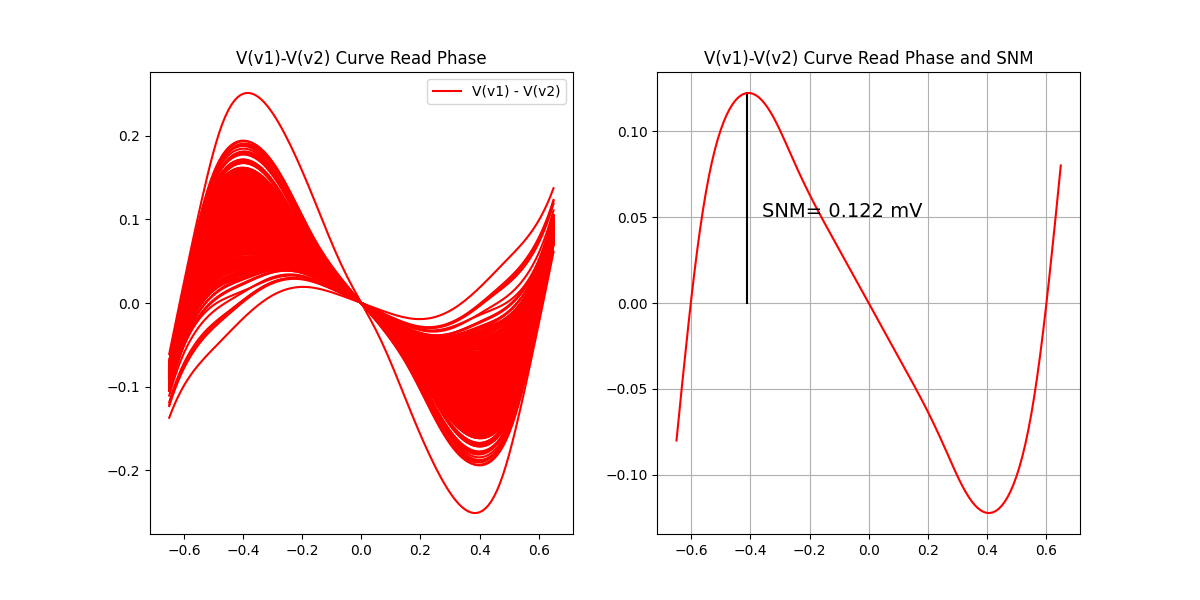 V(v1)-V(v2) Curve Read Phase
V(v1) - V(v2)
0.2
0.1
0.0
−0.1
−0.2
−0.6 −0.4 −0.2 0.0 0.2 0.4 0.6
V(v1)-V(v2) Curve Read Phase and SNM
0.10
0.05
0.00
−0.05
−0.10
SNM= 0.122 mV
−0.6 −0.4 −0.2 0.0 0.2 0.4 0.6